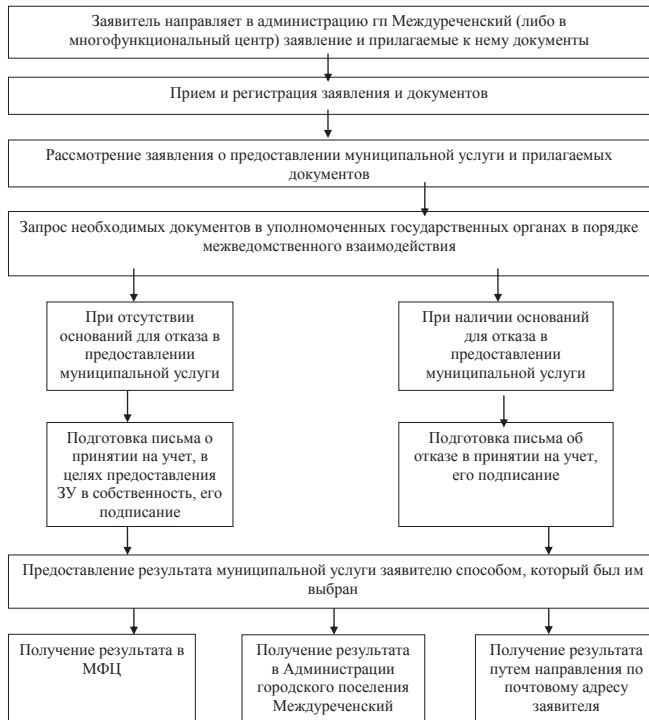 Заявитель направляет в администрацию гп Междуреченский (либо в
многофункциональный центр) заявление и прилагаемые к нему документы
Прием и регистрация заявления и документов
Рассмотрение заявления о предоставлении муниципальной услуги и прилагаемых
документов
Запрос необходимых документов в уполномоченных государственных органах в порядке
межведомственного взаимодействия
При отсутствии
оснований для отказа в
предоставлении
муниципальной услуги
При наличии оснований
для отказа в
предоставлении
муниципальной услуги
Подготовка письма о
принятии на учет, в
целях предоставления
ЗУ в собственность, его
подписание
Подготовка письма об
отказе в принятии на учет,
его подписание
Предоставление результата муниципальной услуги заявителю способом, который был им
выбран
Получение результата в
МФЦ
Получение результата
в Администрации
городского поселения
Междуреченский
Получение результата
путем направления по
почтовому адресу
заявителя